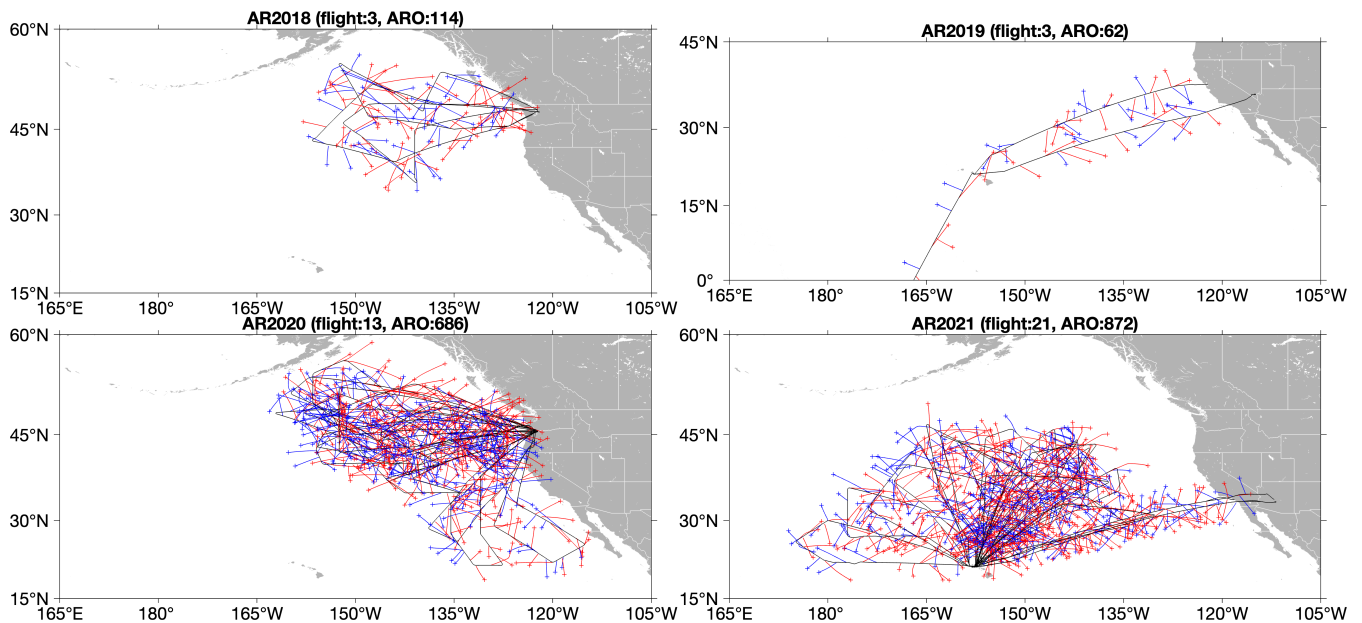 AR2018 (flight:3, ARO:114)
60°N
45°N
30°N
15°N
165°E 180° 165°W 150°W 135°W 120°W 105°W
AR2019 (flight:3, ARO:62)
45°N
30°N
15°N
0°
165°E 180° 165°W 150°W 135°W 120°W 105°W
AR2020 (flight:13, ARO:686)
60°N
45°N
30°N
15°N
165°E 180° 165°W 150°W 135°W 120°W 105°W
AR2021 (flight:21, ARO:872)
60°N
45°N
30°N
15°N
165°E 180° 165°W 150°W 135°W 120°W 105°W